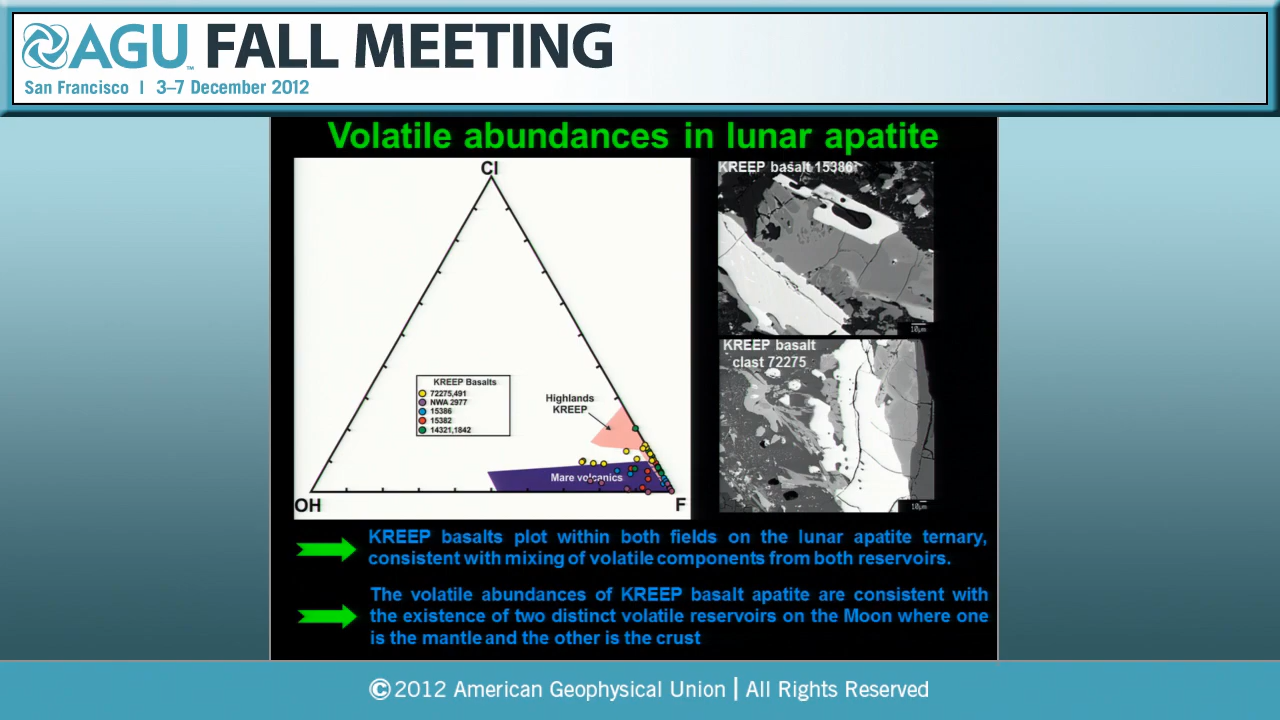 AGU™ FALL MEETING
San Francisco | 3–7 December 2012
Volatile abundances in lunar apatite
Cl
KREEP Basalts
72275,491
NWA 2977
15386
15382
14321,1842
Highlands
KREEP
Mare volcanics
OH
F
KREEP basalt 15386
10µm
KREEP basalt
clast 72275
10µm
KREEP basalts plot within both fields on the lunar apatite ternary,
consistent with mixing of volatile components from both reservoirs.
The volatile abundances of KREEP basalt apatite are consistent with
the existence of two distinct volatile reservoirs on the Moon where one
is the mantle and the other is the crust
©2012 American Geophysical Union | All Rights Reserved